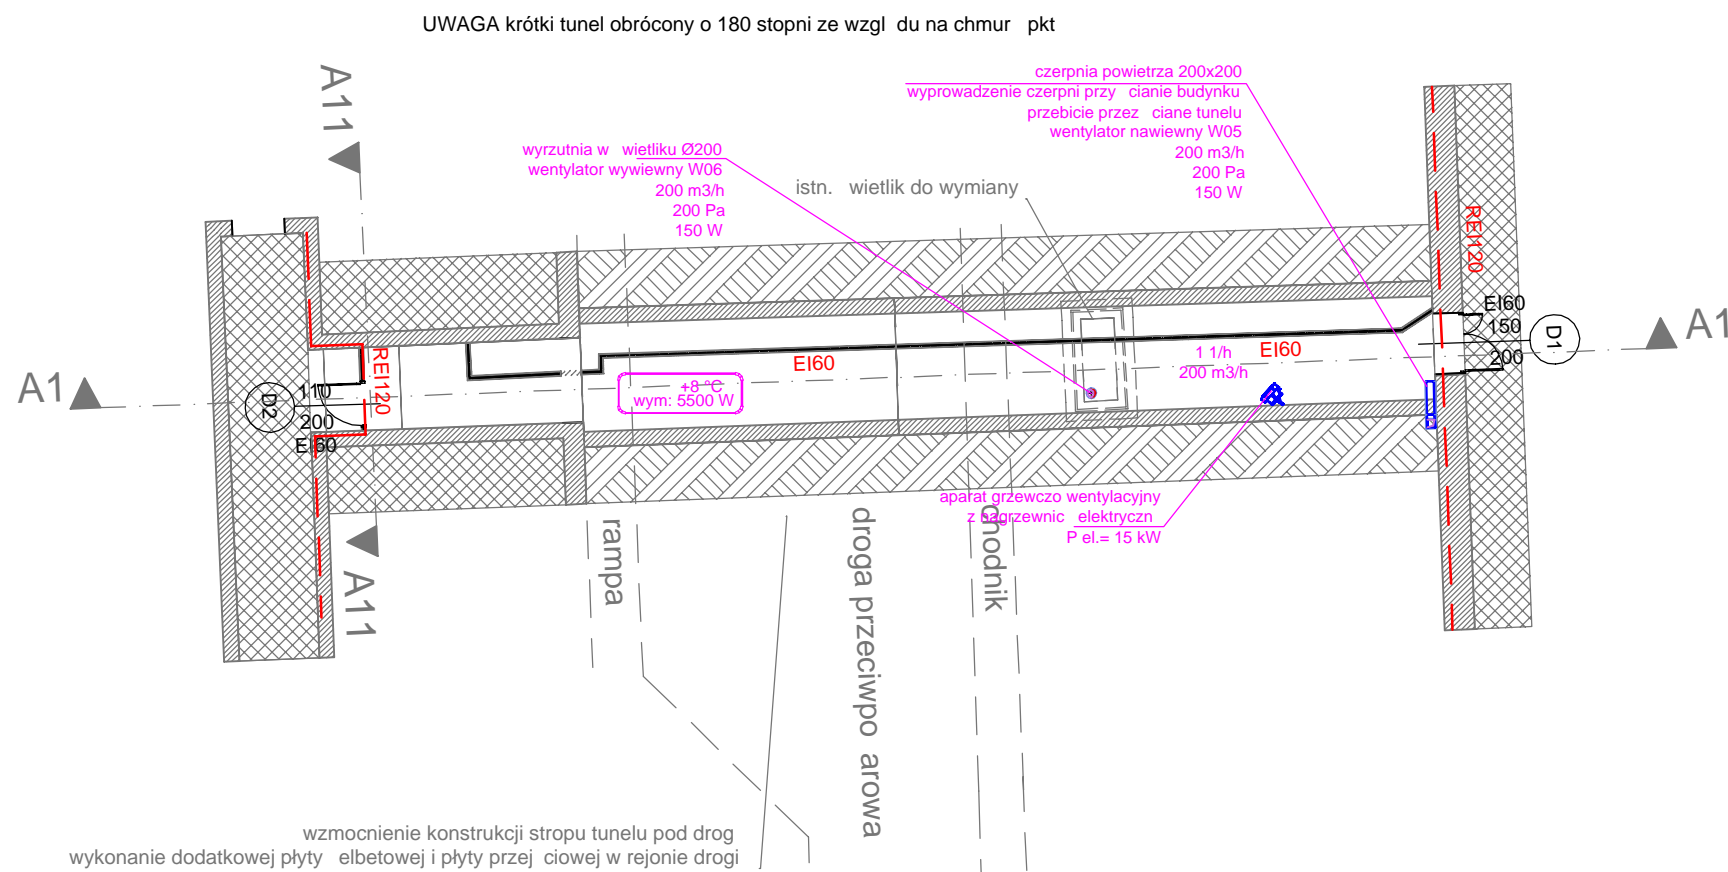 UWAGA krótki tunel obrócony o 180 stopni ze wzgl du na chmur pkt
A11
czerpnia powietrza 200x200
wyprowadzenie czerpni przy cianie budynku
przebicie przez ciane tunelu
wentylator nawiewny W05
200 m3/h
200 Pa
150 W
wyrzutnia w wietliku Ø200
wentylator wywiewny W06
200 m3/h
200 Pa
150 W
istn. wietlik do wymiany
REI120
EI60
150
D1
200
A1
1 1/h
200 m3/h
EI60
EI60
REI120
A1
D2
110
200
EI60
+8 °C
wym: 5500 W
aparat grzewczo wentylacyjny
z nagrzewnic elektryczn
P el.= 15 kW
A11
rampa
droga przeciwpo arowa
chodnik
wzmocnienie konstrukcji stropu tunelu pod drog
wykonanie dodatkowej płyty elbetowej i płyty przej ciowej w rejonie drogi